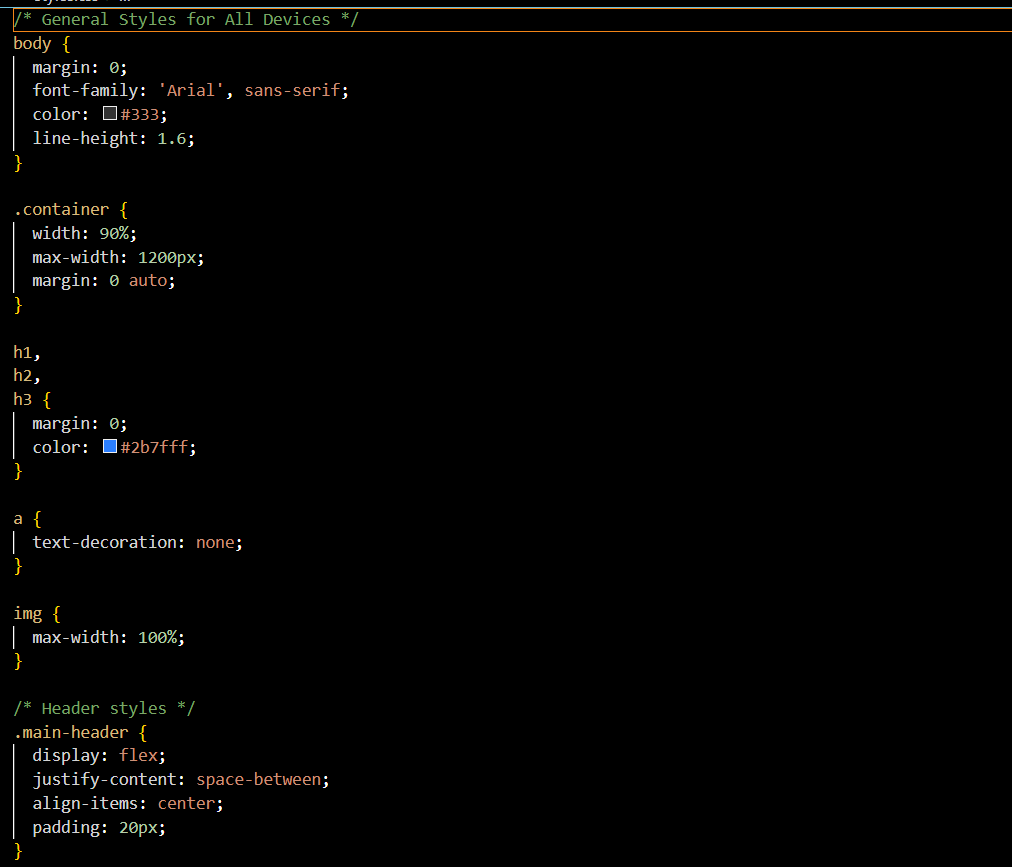 /* General Styles for All Devices */
body {
  margin: 0;
  font-family: 'Arial', sans-serif;
  color: #333;
  line-height: 1.6;
}

.container {
  width: 90%;
  max-width: 1200px;
  margin: 0 auto;
}

h1,
h2,
h3 {
  margin: 0;
  color: #2b7fff;
}

a {
  text-decoration: none;
}

img {
  max-width: 100%;
}

/* Header styles */
.main-header {
  display: flex;
  justify-content: space-between;
  align-items: center;
  padding: 20px;
}